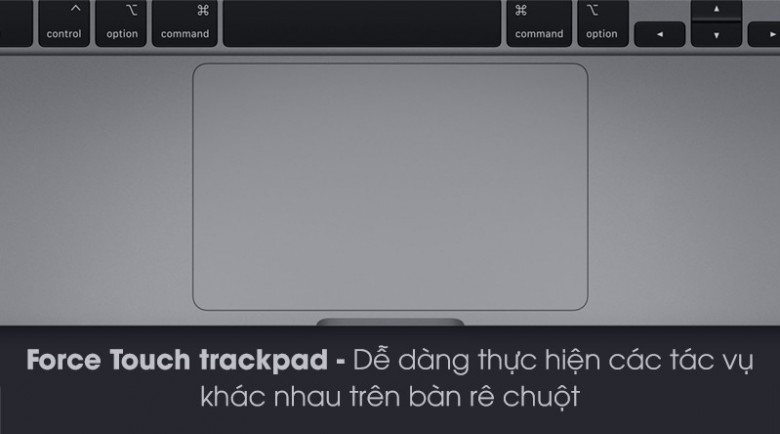 ^ ⌥ ⌘ ⌘ ⌥ ▲
control option command command option ◄ ▼ ►
Force Touch trackpad - Dễ dàng thực hiện các tác vụ
khác nhau trên bàn rê chuột